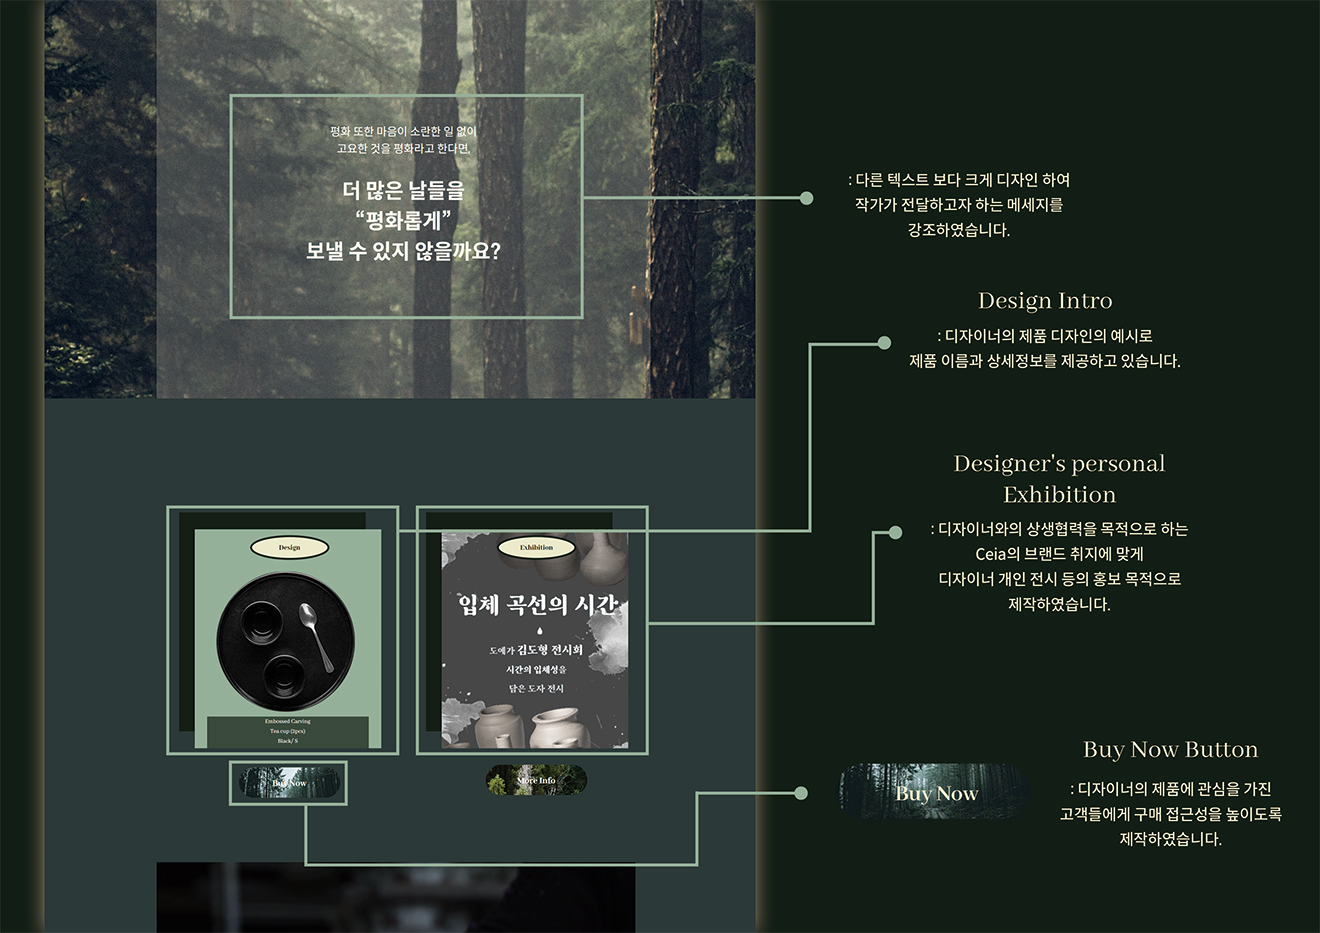 평화 또한 마음이 소란한 일 없이
고요한 것을 평화라고 한다면,
더 많은 날들을
“평화롭게”
보낼 수 있지 않을까요?
: 다른 텍스트 보다 크게 디자인 하여
작가가 전달하고자 하는 메세지를
강조하였습니다.
Design Intro
: 디자이너의 제품 디자인의 예시로
제품 이름과 상세정보를 제공하고 있습니다.
Designer's personal
Exhibition
: 디자이너와의 상생협력을 목적으로 하는
Ceia의 브랜드 취지에 맞게
디자이너 개인 전시 등의 홍보 목적으로
제작하였습니다.
Design
Embossed Carving
Tea cup (2pcs)
Black/ S
Buy Now
Exhibition
입체 곡선의 시간
도예가 김도형 전시회
시간의 입체성을
담은 도자 전시
More Info
Buy Now
Buy Now Button
: 디자이너의 제품에 관심을 가진
고객들에게 구매 접근성을 높이도록
제작하였습니다.